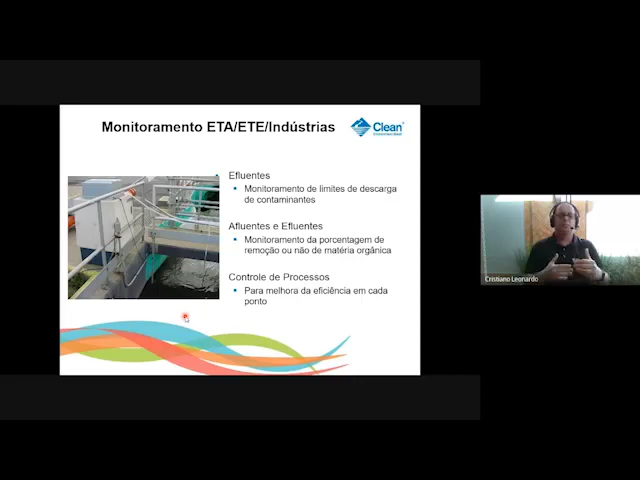 Monitoramento ETA/ETE/Indústrias
Clean
Efluentes
Monitoramento de limites de descarga
de contaminantes
Afluentes e Efluentes
Monitoramento da porcentagem de
remoção ou não de matéria orgânica
Controle de Processos
Para melhora da eficiência em cada
ponto
Cristiano Leonardo